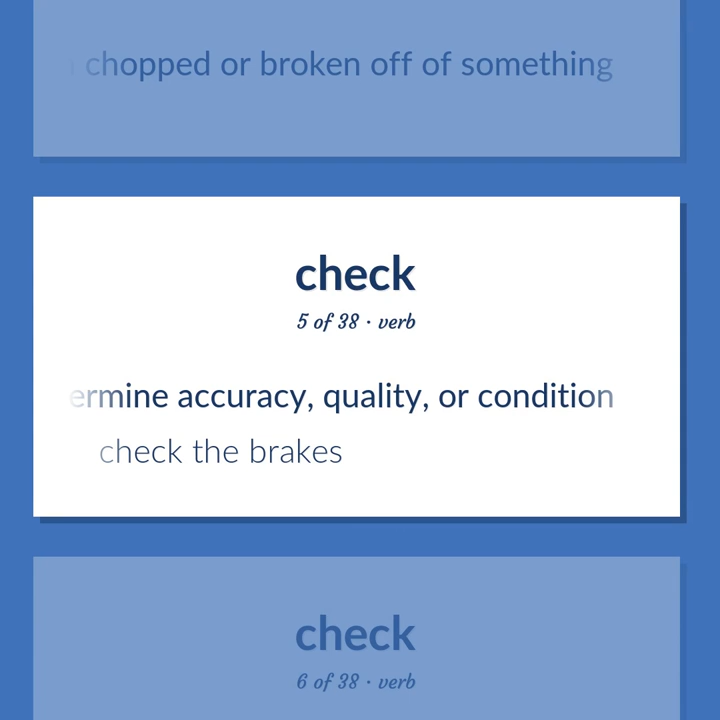 chopped or broken off of something
check
5 of 38 · verb
ermine accuracy, quality, or condition
check the brakes
check
6 of 38 · verb